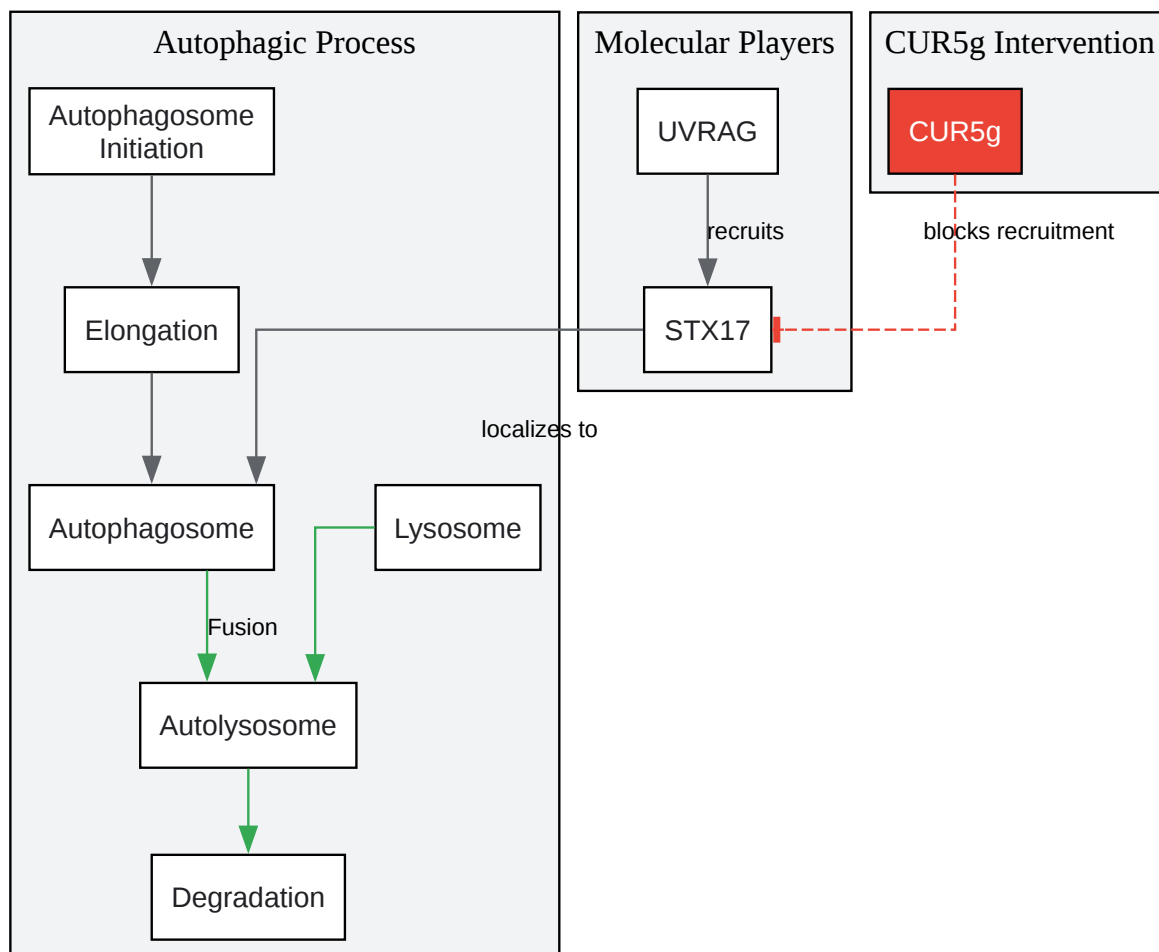 Autophagic Process
Molecular Players
CUR5g Intervention
Autophagosome
Initiation
UVRAG
CUR5g
recruits
blocks recruitment
Elongation
STX17
localizes to
Autophagosome
Lysosome
Fusion
Autolysosome
Degradation